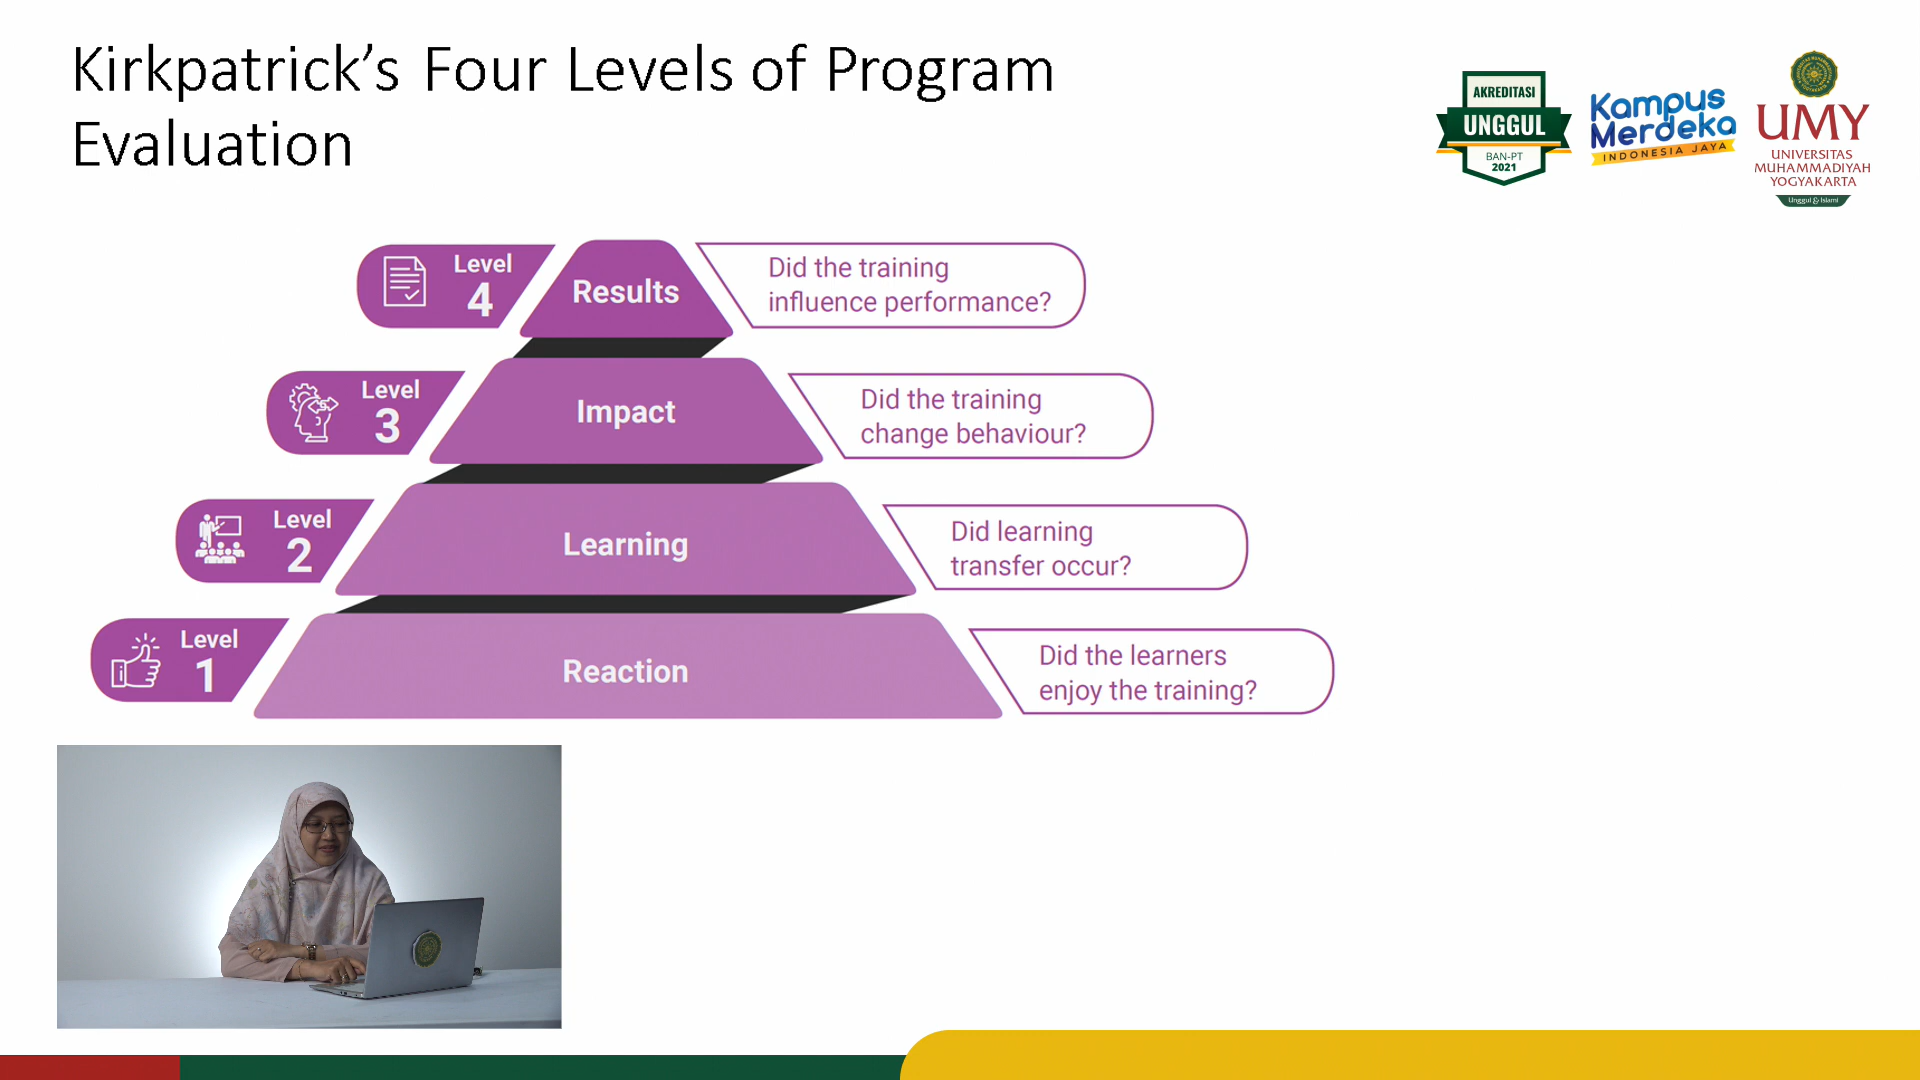 Kirkpatrick’s Four Levels of Program
Evaluation
AKREDITASI
UNGGUL
BAN-PT
2021
Kampus
Merdeka
INDONESIA JAYA
UMY
UNIVERSITAS
MUHAMMADIYAH
YOGYAKARTA
Unggul & Islami
Level
4
Results
Did the training
influence performance?
Level
3
Impact
Did the training
change behaviour?
Level
2
Learning
Did learning
transfer occur?
Level
1
Reaction
Did the learners
enjoy the training?